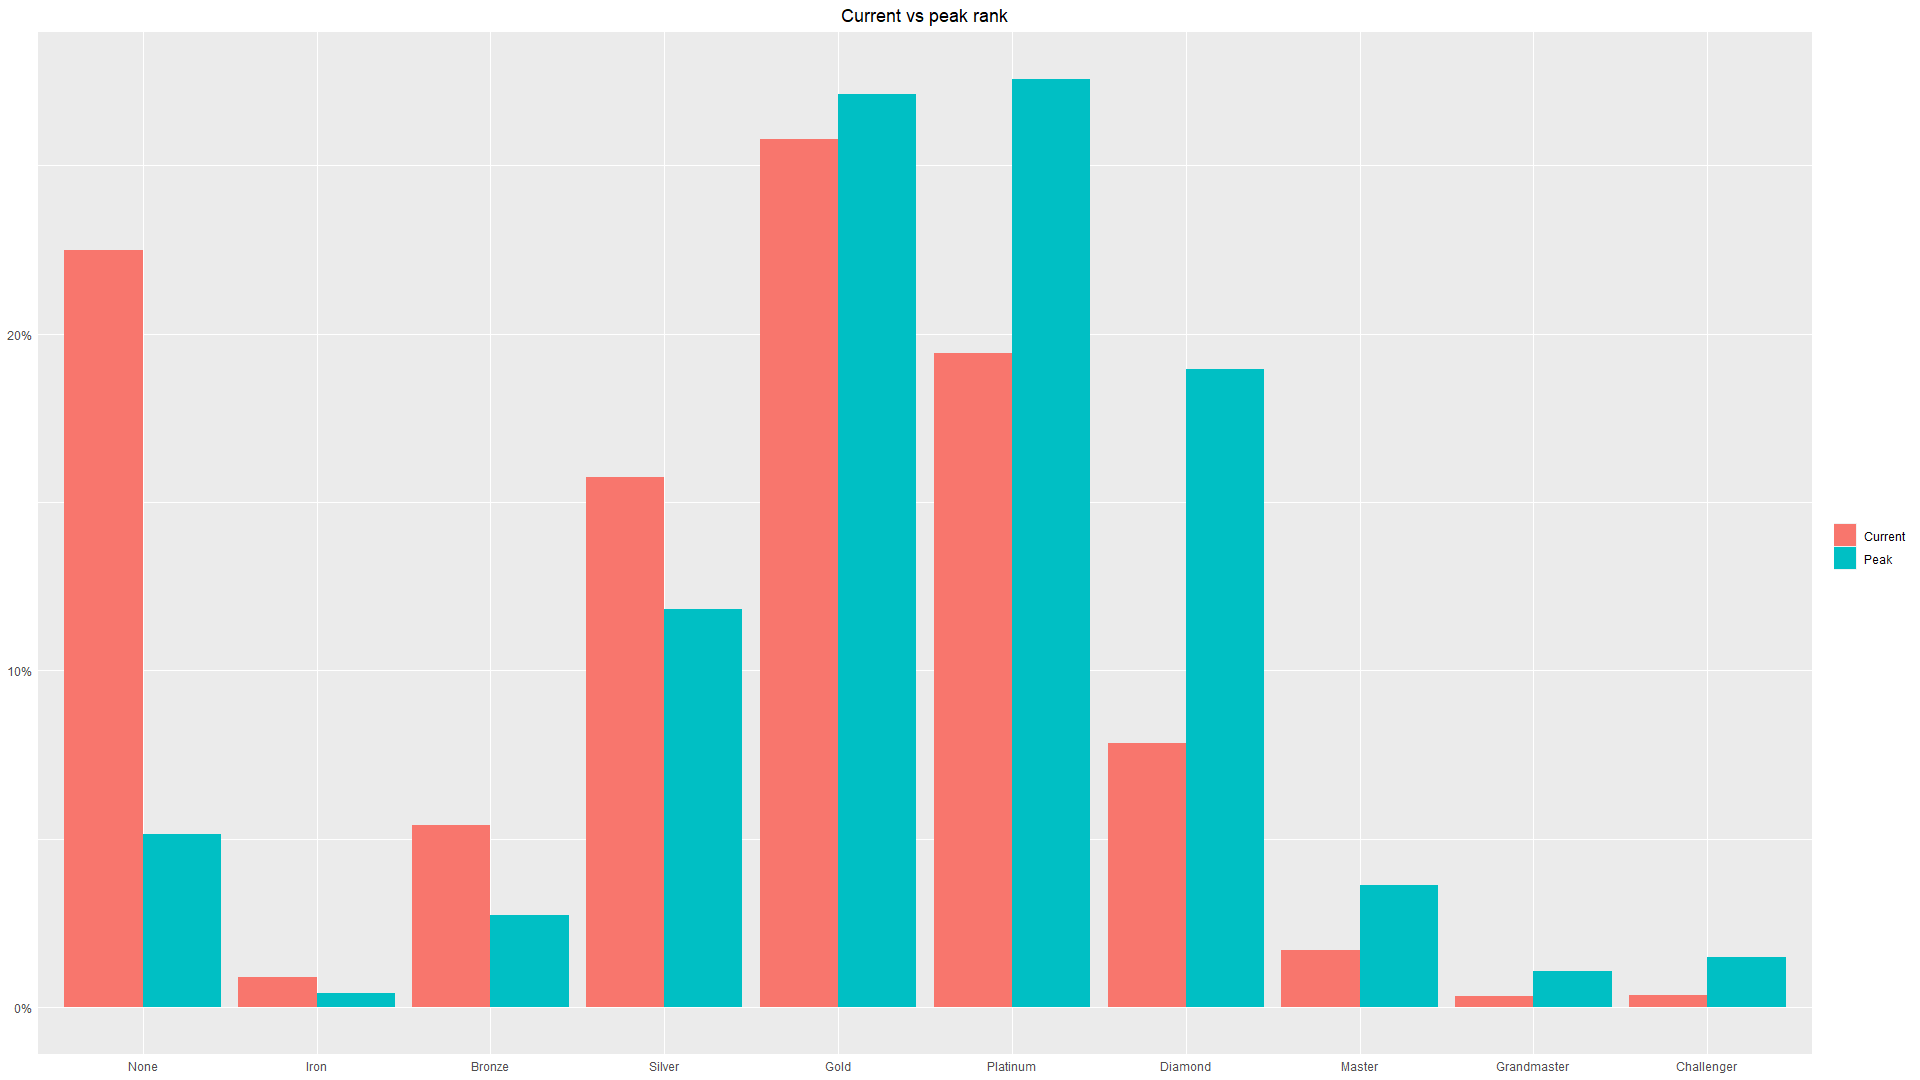 Current vs peak rank
20%
10%
0%
None Iron Bronze Silver Gold Platinum Diamond Master Grandmaster Challenger
Current
Peak